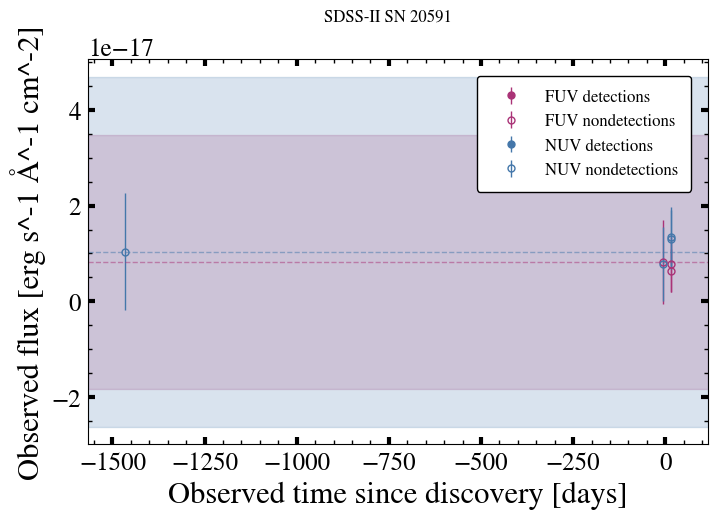 SDSS-II SN 20591
1e−17
Observed flux [erg s^-1 Å^-1 cm^-2]
4
2
0
−2
FUV detections
FUV nondetections
NUV detections
NUV nondetections
−1500 −1250 −1000 −750 −500 −250 0
Observed time since discovery [days]